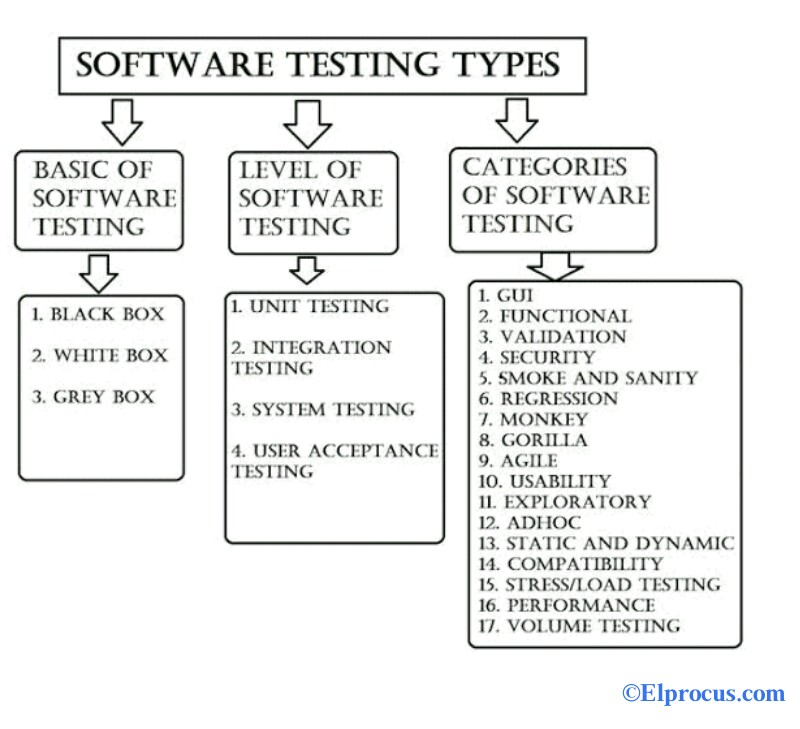 SOFTWARE TESTING TYPES
BASIC OF
SOFTWARE
TESTING
LEVEL OF
SOFTWARE
TESTING
CATEGORIES
OF SOFTWARE
TESTING
1. BLACK BOX
2. WHITE BOX
3. GREY BOX
1. UNIT TESTING
2. INTEGRATION
TESTING
3. SYSTEM TESTING
4. USER ACCEPTANCE
TESTING
1. GUI
2. FUNCTIONAL
3. VALIDATION
4. SECURITY
5. SMOKE AND SANITY
6. REGRESSION
7. MONKEY
8. GORILLA
9. AGILE
10. USABILITY
11. EXPLORATORY
12. ADHOC
13. STATIC AND DYNAMIC
14. COMPATIBILITY
15. STRESS/LOAD TESTING
16. PERFORMANCE
17. VOLUME TESTING
©Elprocus.com